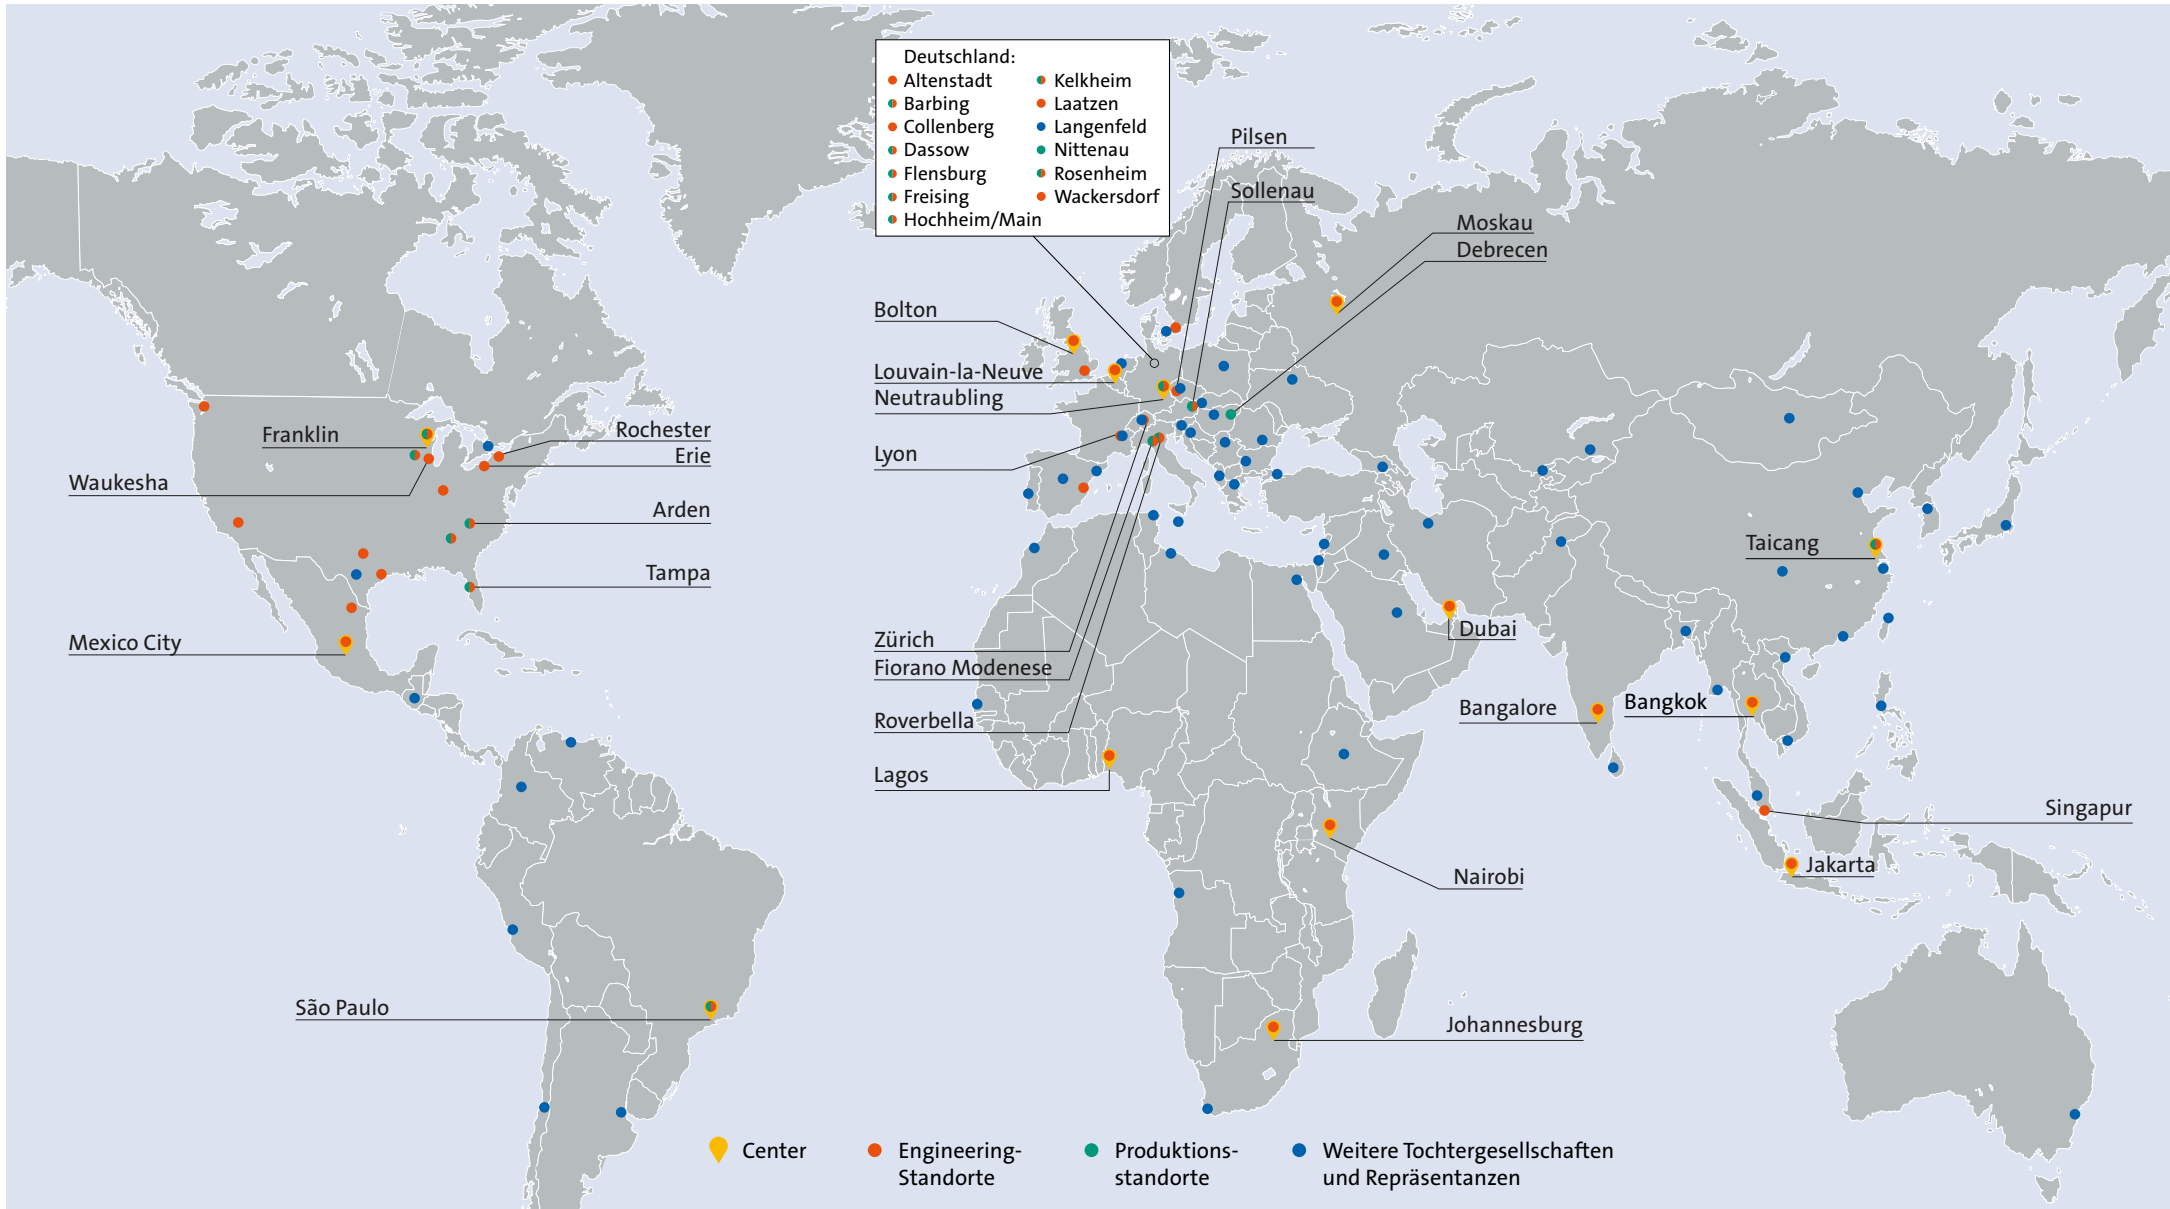 Deutschland:
Altenstadt
Barbing
Collenberg
Dassow
Flensburg
Freising
Hochheim/Main
Kelkheim
Laatzen
Langenfeld
Nittenau
Rosenheim
Wackersdorf
Pilsen
Sollenau
Moskau
Debrecen
Bolton
Louvain-la-Neuve
Neutraubling
Lyon
Franklin
Rochester
Erie
Waukesha
Arden
Tampa
Mexico City
Taicang
Zürich
Fiorano Modenese
Roverbella
Lagos
Dubai
Bangalore
Bangkok
Singapur
Jakarta
Nairobi
São Paulo
Johannesburg
Center
Engineering-
Standorte
Produktions-
standorte
Weitere Tochtergesellschaften
und Repräsentanzen